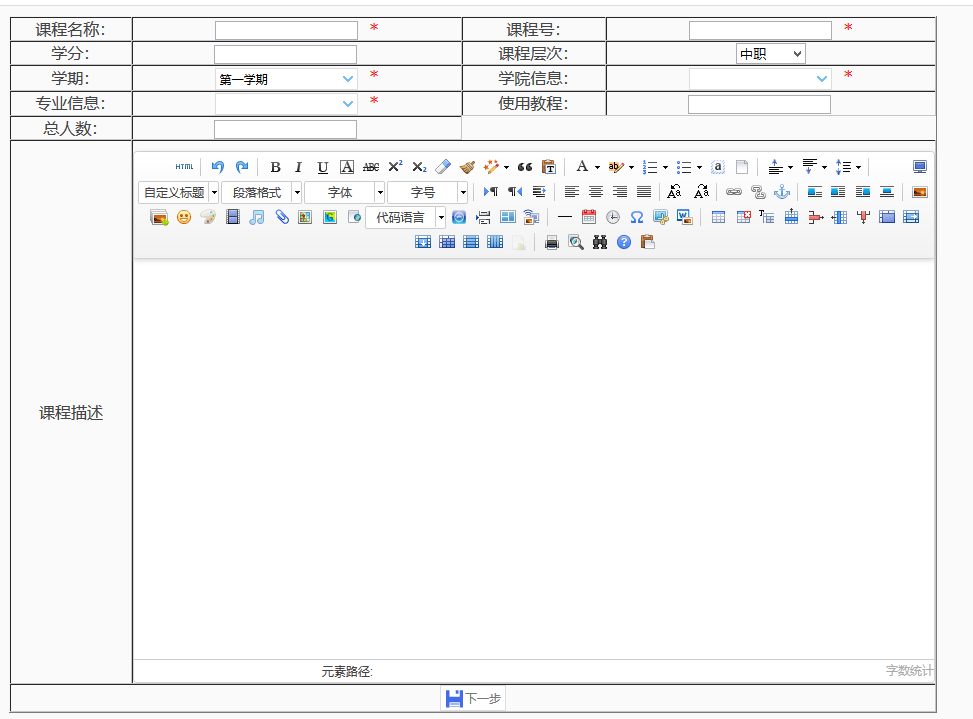 课程名称： * 课程号： *
学分： 课程层次： 中职
学期： 第一学期 * 学院信息： *
专业信息： * 使用教程：
总人数：
HTML B I U A ABC X² X₂ A ab a
自定义标题 段落格式 字体 字号
代码语言
课程描述
元素路径: 字数统计
下一步